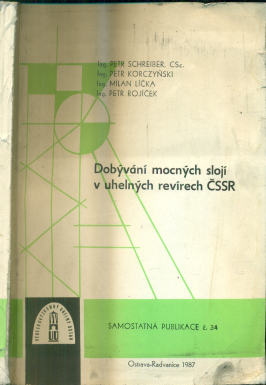 Ing. PETR SCHREIBER, CSc.
Ing. PETR KORCZYŃSKI
Ing. MILAN LIČKA
Ing. PETR ROJÍČEK
Dobývání mocných slojí
v uhelných revírech ČSSR
SAMOSTATNÁ PUBLIKACE č. 34
Ostrava-Radvanice 1987